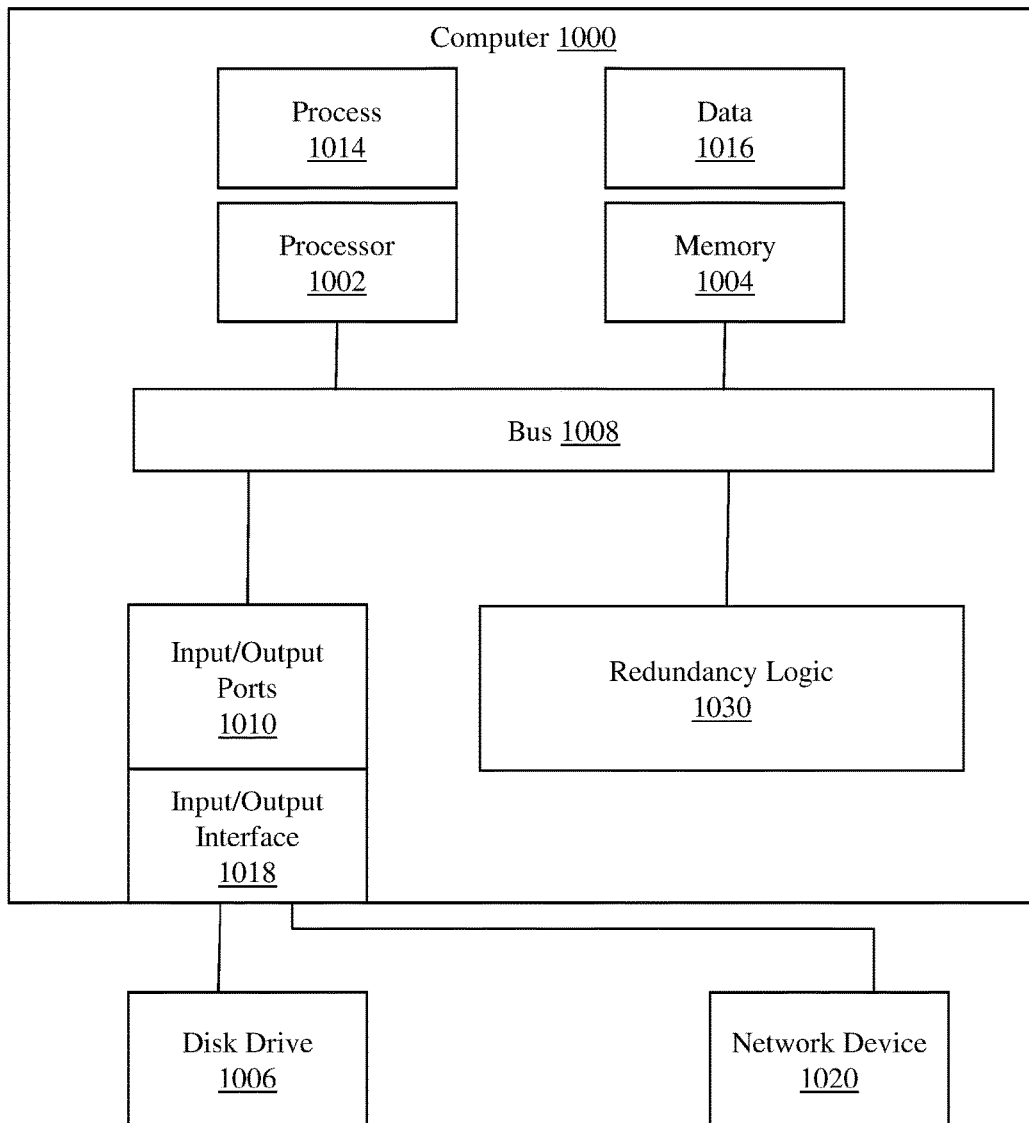 Computer 1000
Process
1014
Data
1016
Processor
1002
Memory
1004
Bus 1008
Input/Output
Ports
1010
Redundancy Logic
1030
Input/Output
Interface
1018
Disk Drive
1006
Network Device
1020